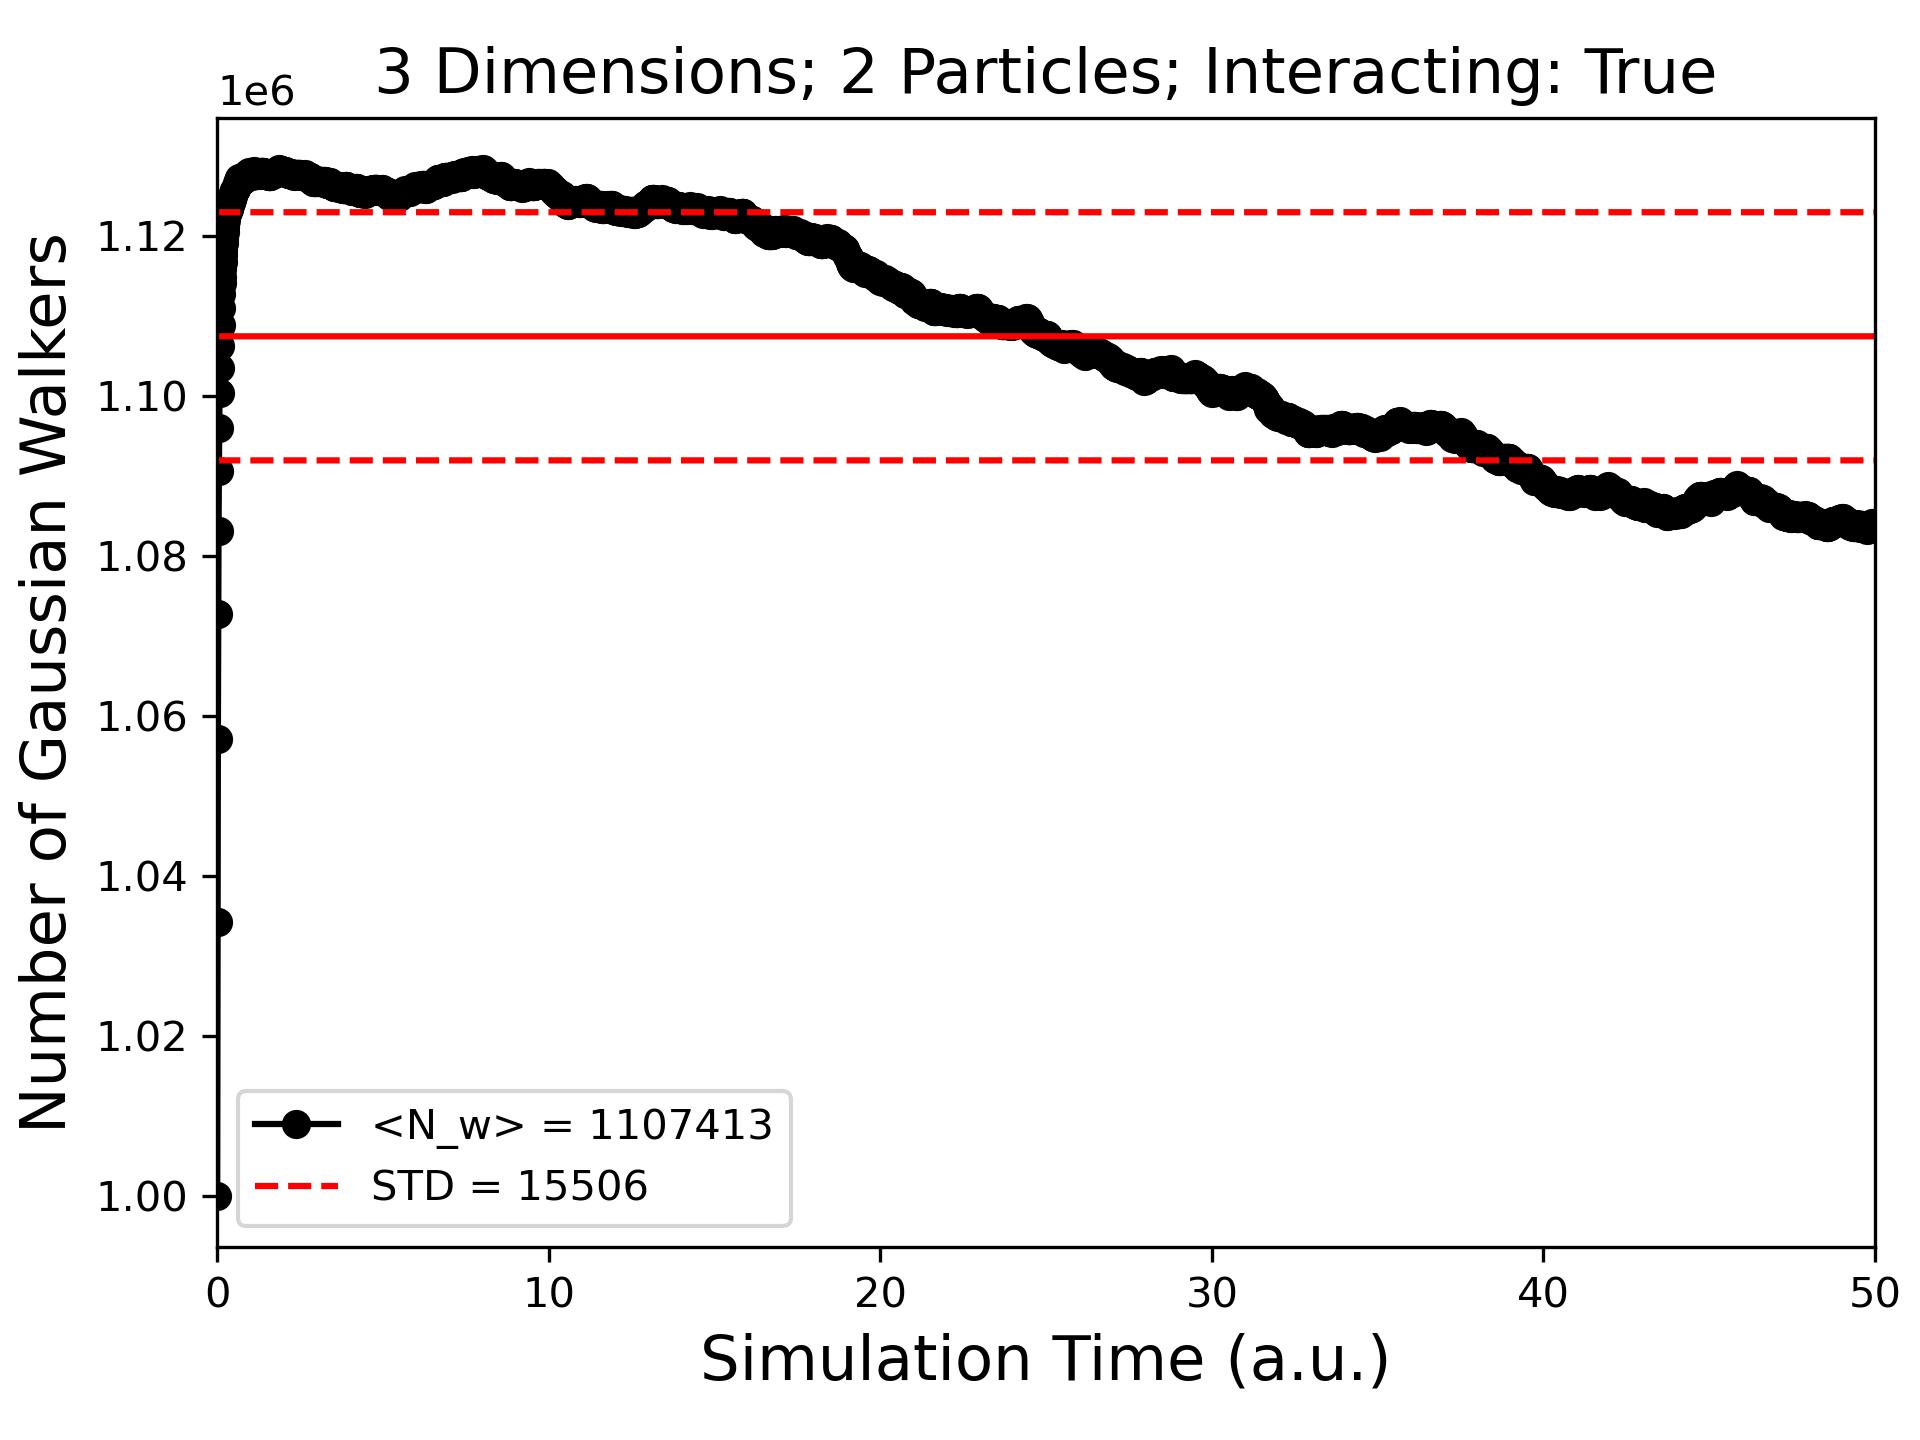 1e6
3 Dimensions; 2 Particles; Interacting: True
Number of Gaussian Walkers
1.12
1.10
1.08
1.06
1.04
1.02
1.00
<N_w> = 1107413
STD = 15506
0 10 20 30 40 50
Simulation Time (a.u.)